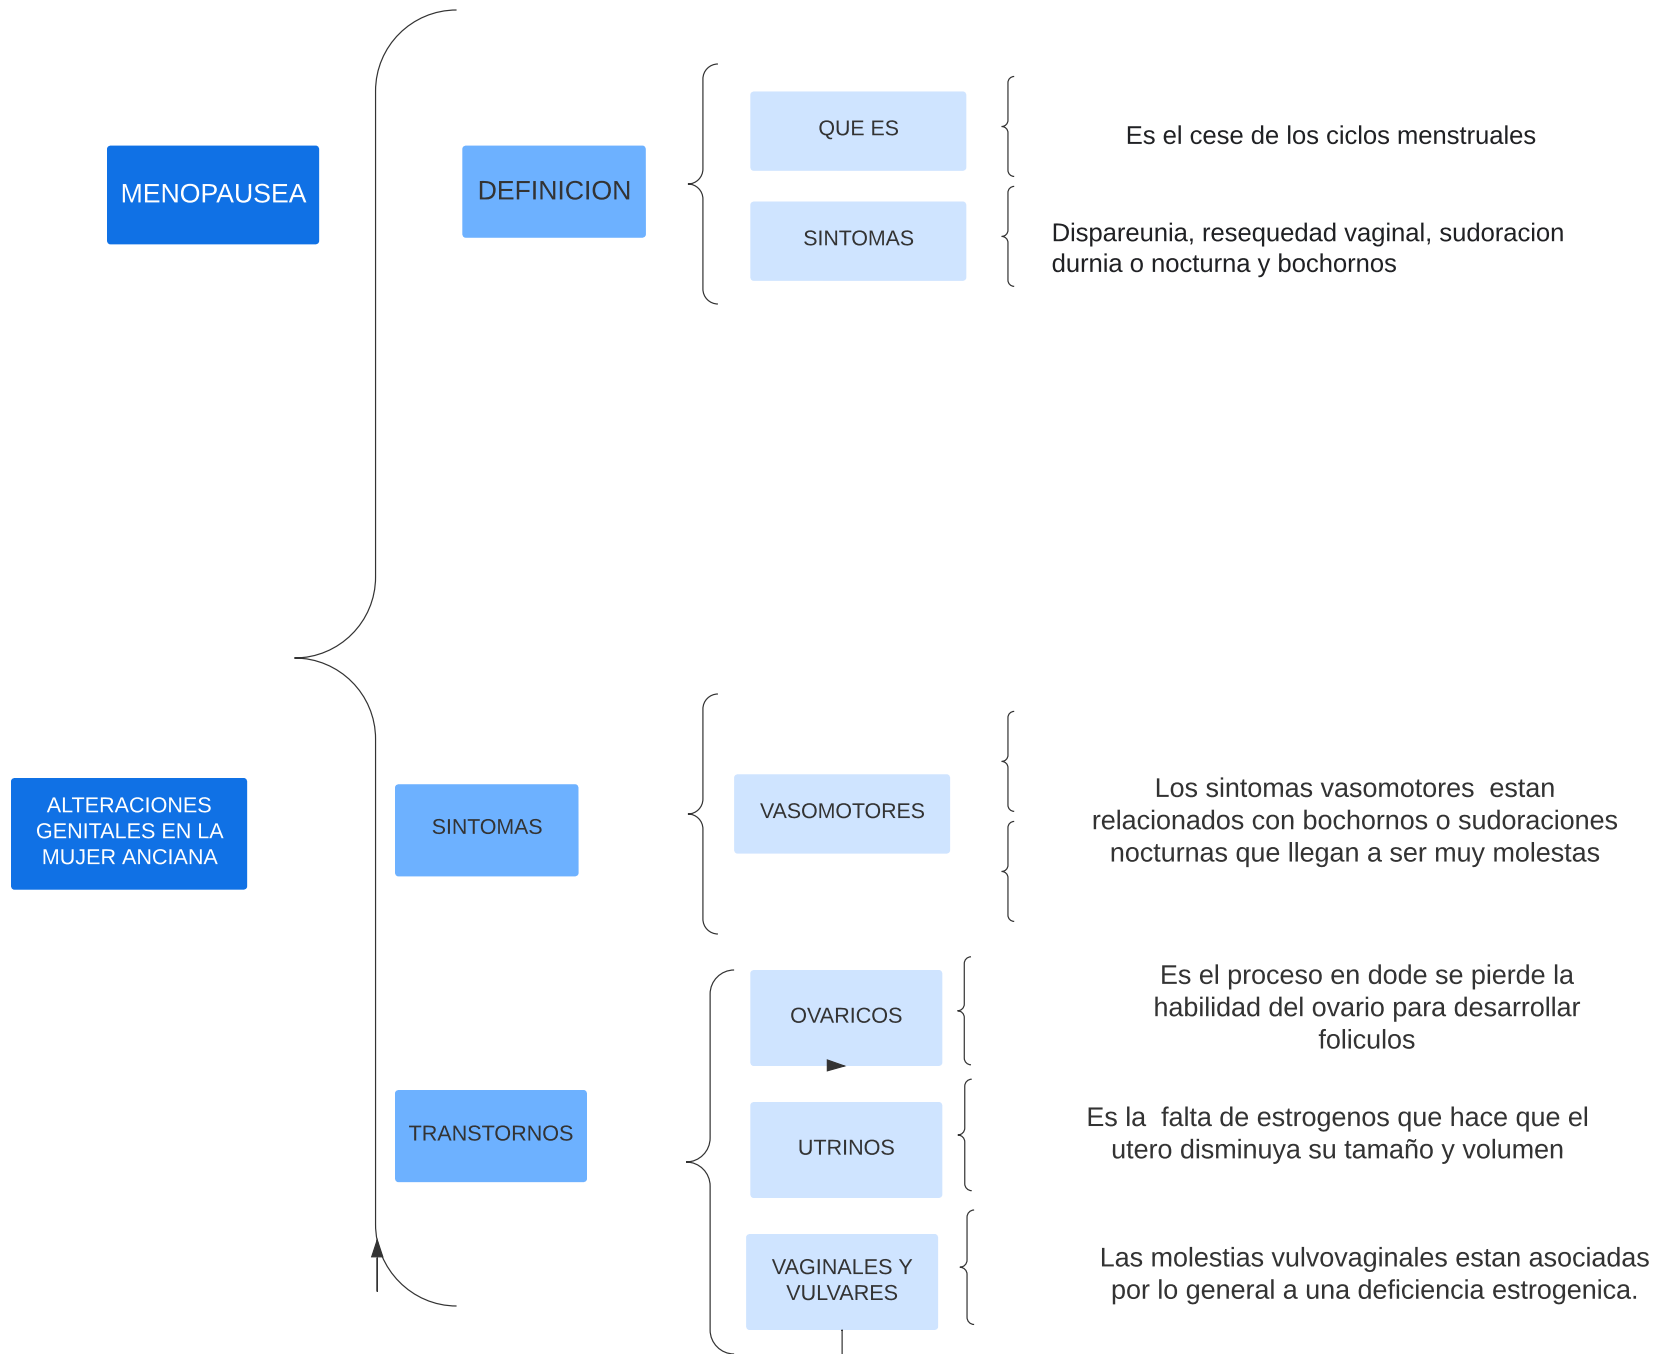 MENOPAUSEA
DEFINICION
QUE ES
Es el cese de los ciclos menstruales
SINTOMAS
Dispareunia, resequedad vaginal, sudoracion
durnia o nocturna y bochornos
ALTERACIONES
GENITALES EN LA
MUJER ANCIANA
SINTOMAS
VASOMOTORES
Los sintomas vasomotores  estan
relacionados con bochornos o sudoraciones
nocturnas que llegan a ser muy molestas
TRANSTORNOS
OVARICOS
Es el proceso en dode se pierde la
habilidad del ovario para desarrollar
foliculos
UTRINOS
Es la  falta de estrogenos que hace que el
utero disminuya su tamaño y volumen
VAGINALES Y
VULVARES
Las molestias vulvovaginales estan asociadas
por lo general a una deficiencia estrogenica.